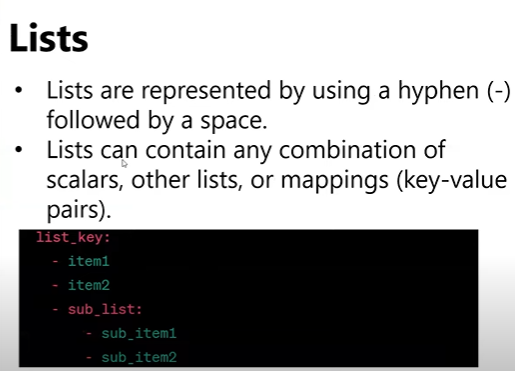 Lists
• Lists are represented by using a hyphen (-)
followed by a space.
• Lists can contain any combination of
scalars, other lists, or mappings (key-value
pairs).
list_key:
  - item1
  - item2
  - sub_list:
      - sub_item1
      - sub_item2